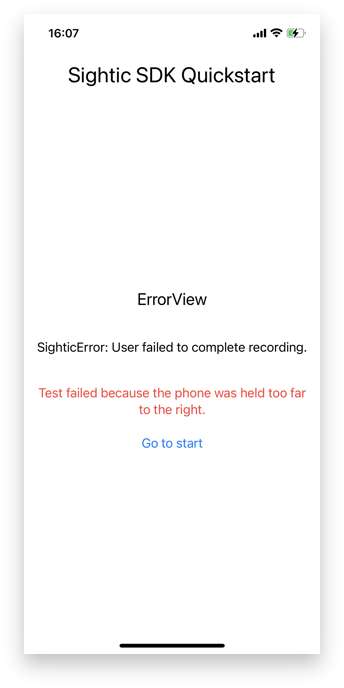 16:07
Sightic SDK Quickstart
ErrorView
SighticError: User failed to complete recording.
Test failed because the phone was held too far
to the right.
Go to start